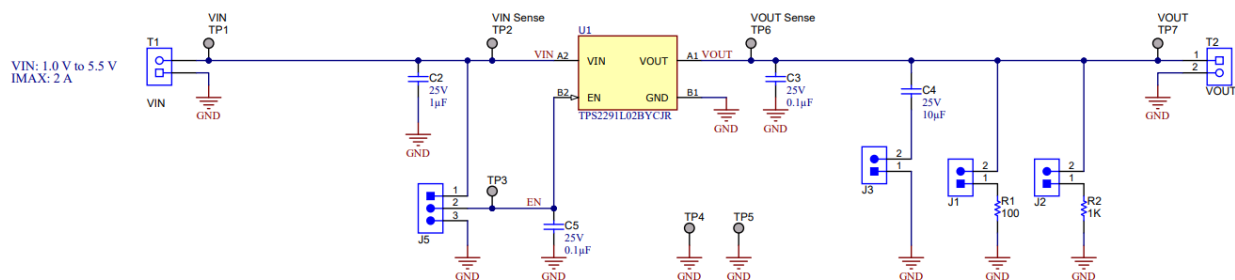 VIN: 1.0 V to 5.5 V
IMAX: 2 A
T1
VIN
VIN
TP1
GND
C2
25V
1µF
GND
VIN Sense
TP2
J5
1
2
3
GND
TP3
EN
C5
25V
0.1µF
GND
U1
VIN
A2
B2
VIN
EN
VOUT
GND
A1
B1
VOUT
TPS2291L02BYCJR
GND
VOUT Sense
TP6
C3
25V
0.1µF
GND
TP4
GND
TP5
GND
C4
25V
10µF
J3
2
1
GND
J1
2
1
R1
100
GND
J2
2
1
R2
1K
GND
VOUT
TP7
GND
T2
1
2
VOUT